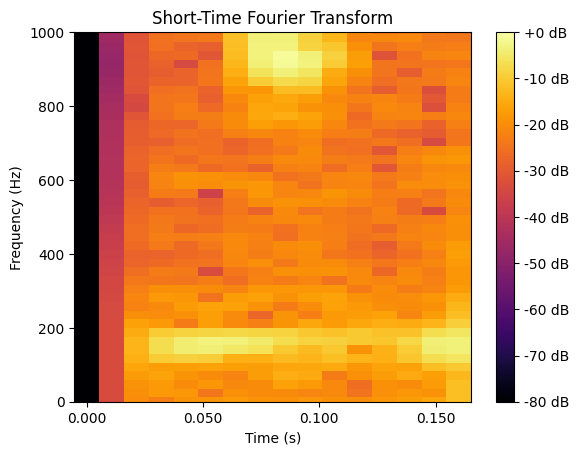 Short-Time Fourier Transform
1000
800
600
400
200
0
Frequency (Hz)
0.000
0.050
0.100
0.150
Time (s)
+0 dB
-10 dB
-20 dB
-30 dB
-40 dB
-50 dB
-60 dB
-70 dB
-80 dB